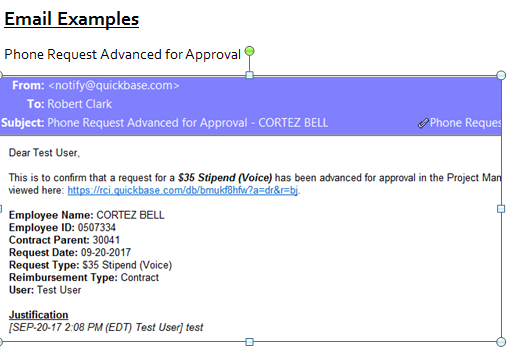 Email Examples
Phone Request Advanced for Approval
From: <notify@quickbase.com>
To: Robert Clark
Subject: Phone Request Advanced for Approval - CORTEZ BELL Phone Reques
Dear Test User,
This is to confirm that a request for a $35 Stipend (Voice) has been advanced for approval in the Project Man
viewed here: https://rci.quickbase.com/db/bmukf8hfw?a=dr&r=bj.
Employee Name: CORTEZ BELL
Employee ID: 0507334
Contract Parent: 30041
Request Date: 09-20-2017
Request Type: $35 Stipend (Voice)
Reimbursement Type: Contract
User: Test User
Justification
[SEP-20-17 2:08 PM (EDT) Test User] test